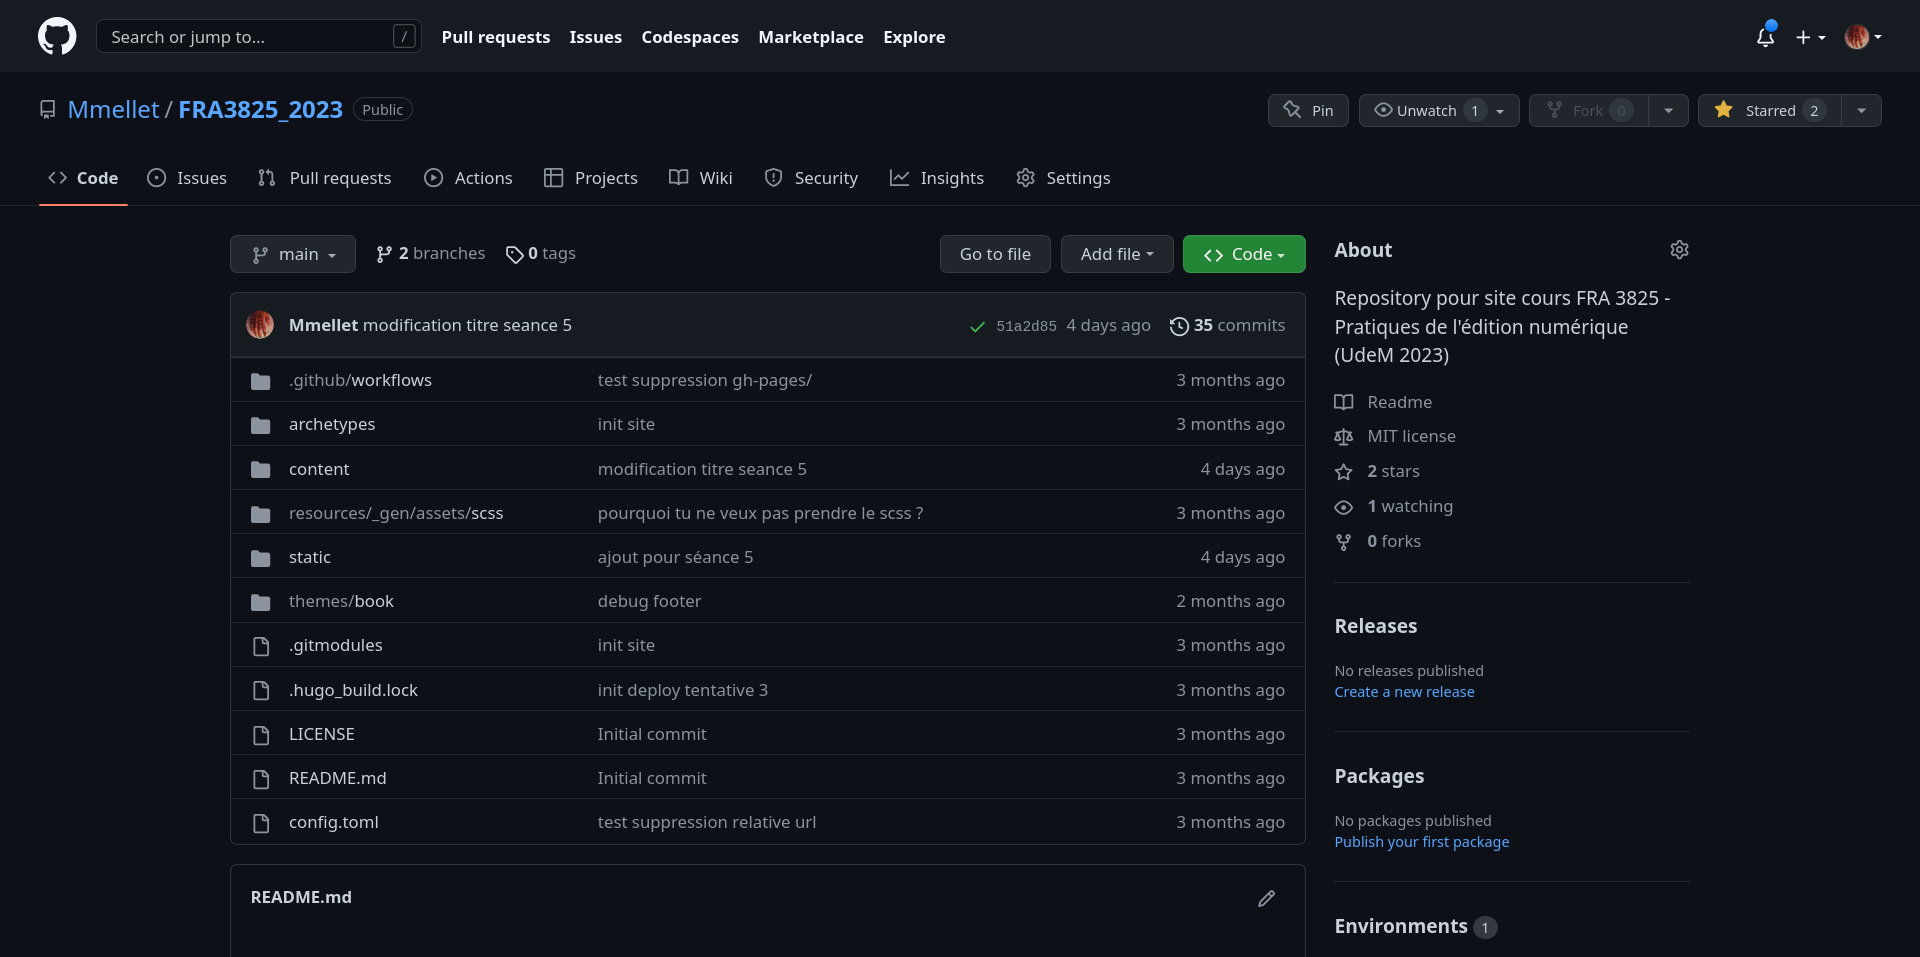 Search or jump to... / Pull requests Issues Codespaces Marketplace Explore
Mmellet / FRA3825_2023 Public Pin Unwatch 1 Fork 0 Starred 2
Code Issues Pull requests Actions Projects Wiki Security Insights Settings
main 2 branches 0 tags Go to file Add file Code
Mmellet modification titre seance 5 51a2d85 4 days ago 35 commits
.github/workflows test suppression gh-pages/ 3 months ago
archetypes init site 3 months ago
content modification titre seance 5 4 days ago
resources/_gen/assets/scss pourquoi tu ne veux pas prendre le scss ? 3 months ago
static ajout pour séance 5 4 days ago
themes/book debug footer 2 months ago
.gitmodules init site 3 months ago
.hugo_build.lock init deploy tentative 3 3 months ago
LICENSE Initial commit 3 months ago
README.md Initial commit 3 months ago
config.toml test suppression relative url 3 months ago
README.md
About
Repository pour site cours FRA 3825 -
Pratiques de l'édition numérique
(UdeM 2023)
Readme
MIT license
2 stars
1 watching
0 forks
Releases
No releases published
Create a new release
Packages
No packages published
Publish your first package
Environments 1